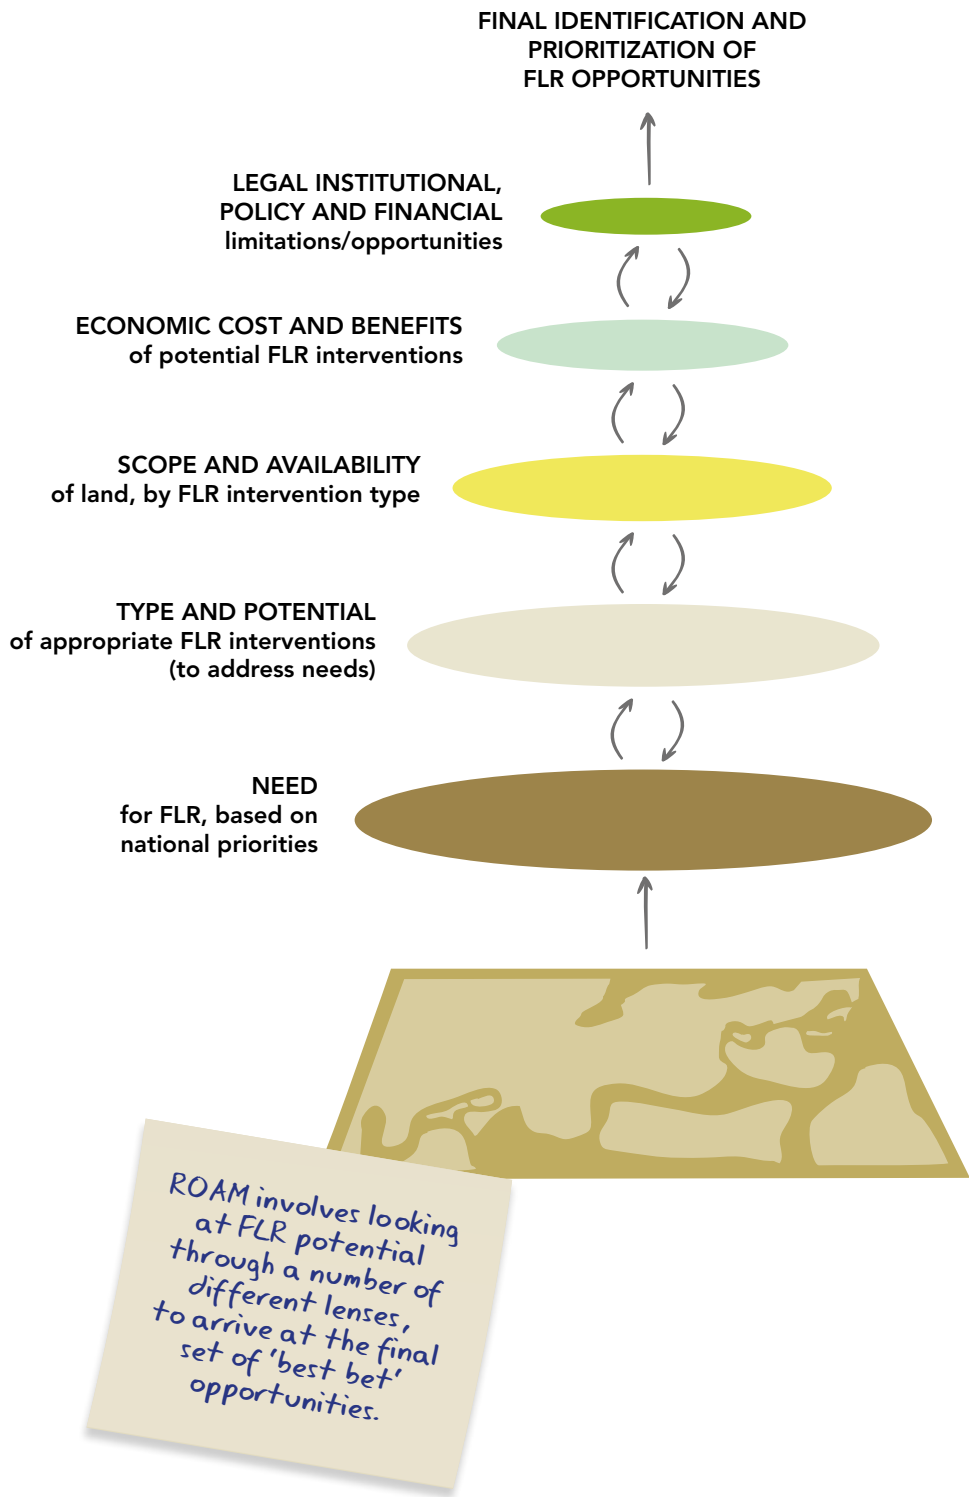 FINAL IDENTIFICATION AND
PRIORITIZATION OF
FLR OPPORTUNITIES
LEGAL INSTITUTIONAL,
POLICY AND FINANCIAL
limitations/opportunities
ECONOMIC COST AND BENEFITS
of potential FLR interventions
SCOPE AND AVAILABILITY
of land, by FLR intervention type
TYPE AND POTENTIAL
of appropriate FLR interventions
(to address needs)
NEED
for FLR, based on
national priorities
ROAM involves looking
at FLR potential
through a number of
different lenses,
to arrive at the final
set of 'best bet'
opportunities.